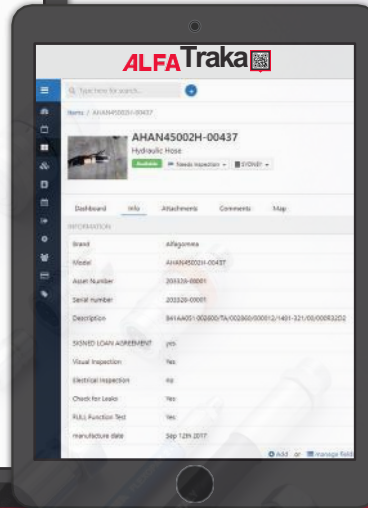 ALFATraka
Type here for search...
Items / AHAN45002H-00437
AHAN45002H-00437
Hydraulic Hose
Available Needs Inspection SYDNEY
Dashboard Info Attachments Comments Map
INFORMATION
Brand Alfagomma
Model AHAN45002H-00437
Asset Number 203328-00001
Serial number 203328-00001
Description
SIGNED LOAN AGREEMENT yes
Visual Inspection Yes
Electrical Inspection no
Check for Leaks Yes
FULL Function Test Yes
manufacture date Sep 12th 2017
Add or manage field